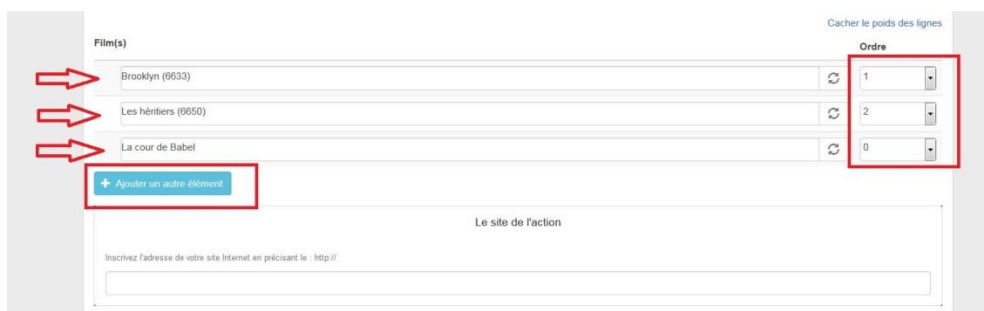 Cacher le poids des lignes
Film(s)
Ordre
Brooklyn (6633)
1
Les héritiers (6650)
2
La cour de Babel
0
+ Ajouter un autre élément
Le site de l'action
Inscrivez l'adresse de votre site Internet en précisant le : http://